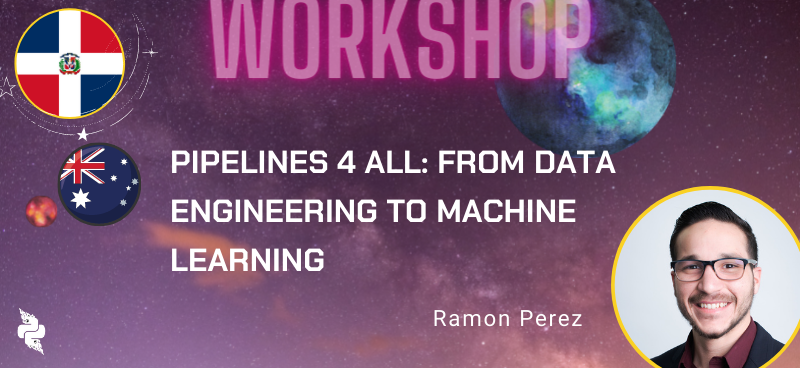 WORKSHOP
PIPELINES 4 ALL: FROM DATA
ENGINEERING TO MACHINE
LEARNING
Ramon Perez